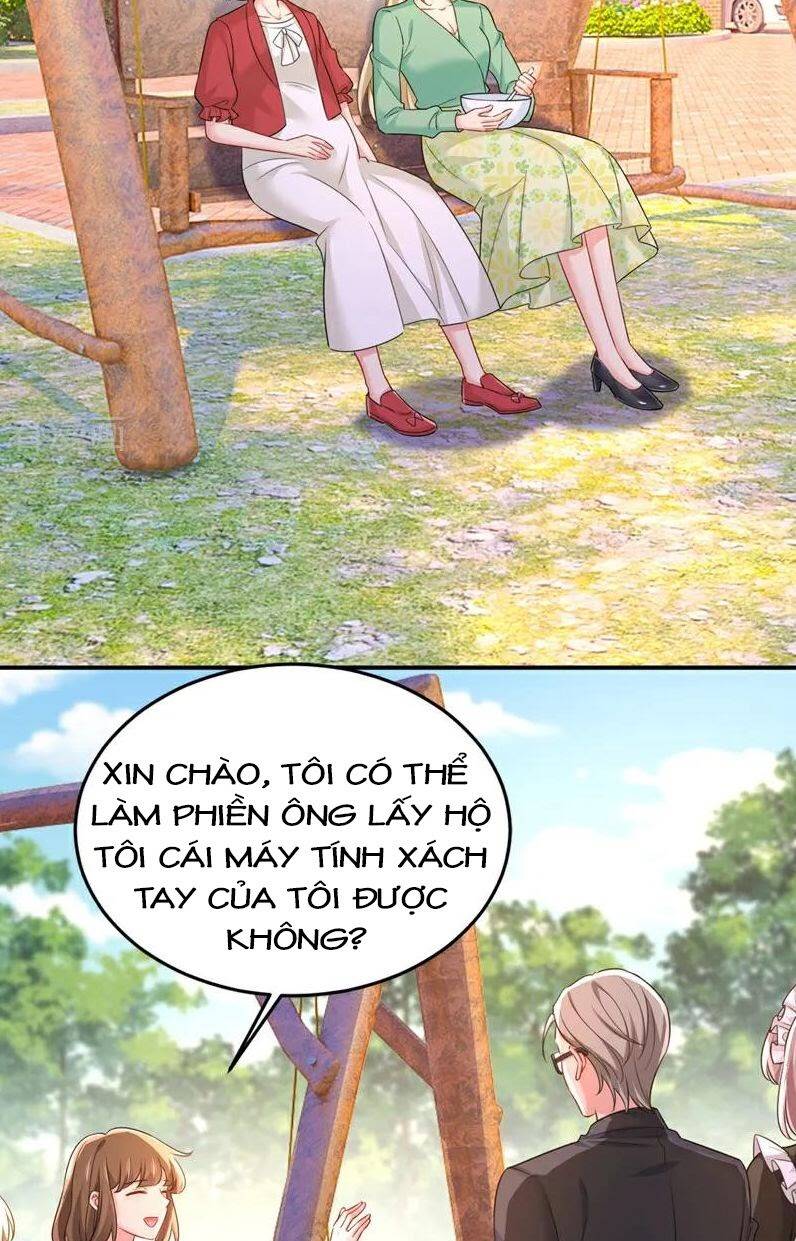 XIN CHÀO, TÔI CÓ THỂ
LÀM PHIỀN ÔNG LẤY HỘ
TÔI CÁI MÁY TÍNH XÁCH
TAY CỦA TÔI ĐƯỢC
KHÔNG?